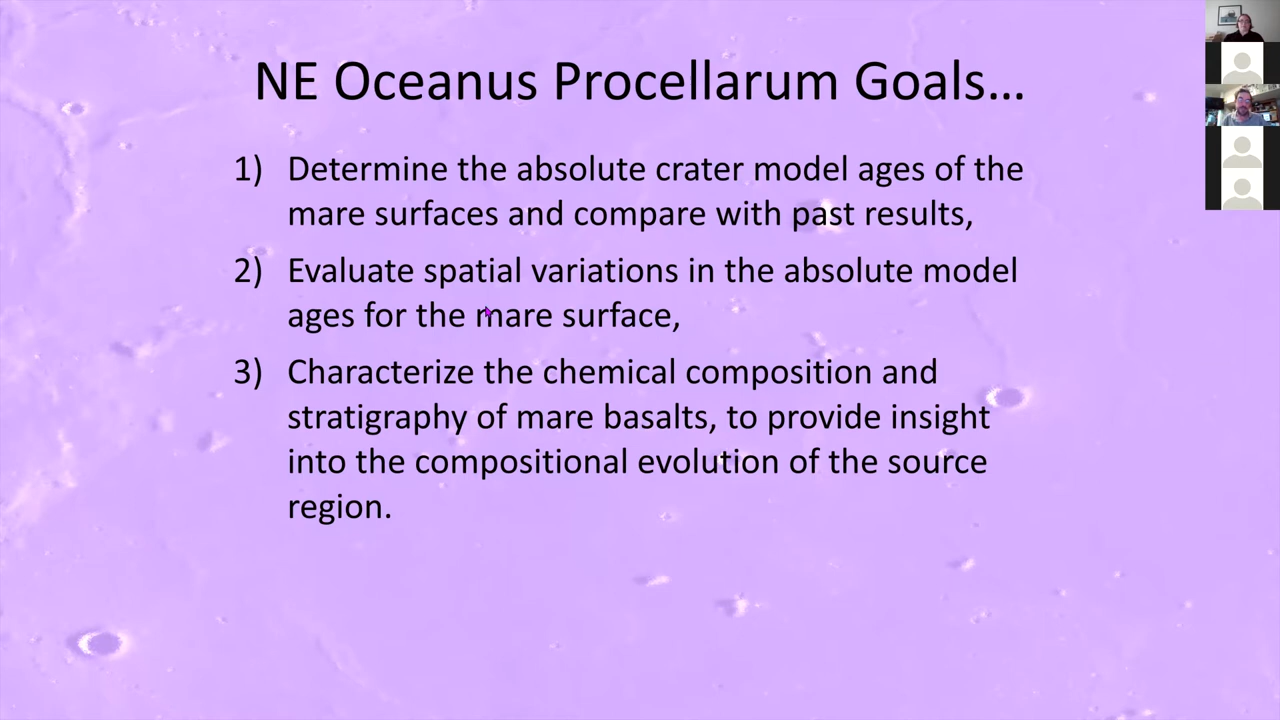 NE Oceanus Procellarum Goals…
1) Determine the absolute crater model ages of the
mare surfaces and compare with past results,
2) Evaluate spatial variations in the absolute model
ages for the mare surface,
3) Characterize the chemical composition and
stratigraphy of mare basalts, to provide insight
into the compositional evolution of the source
region.